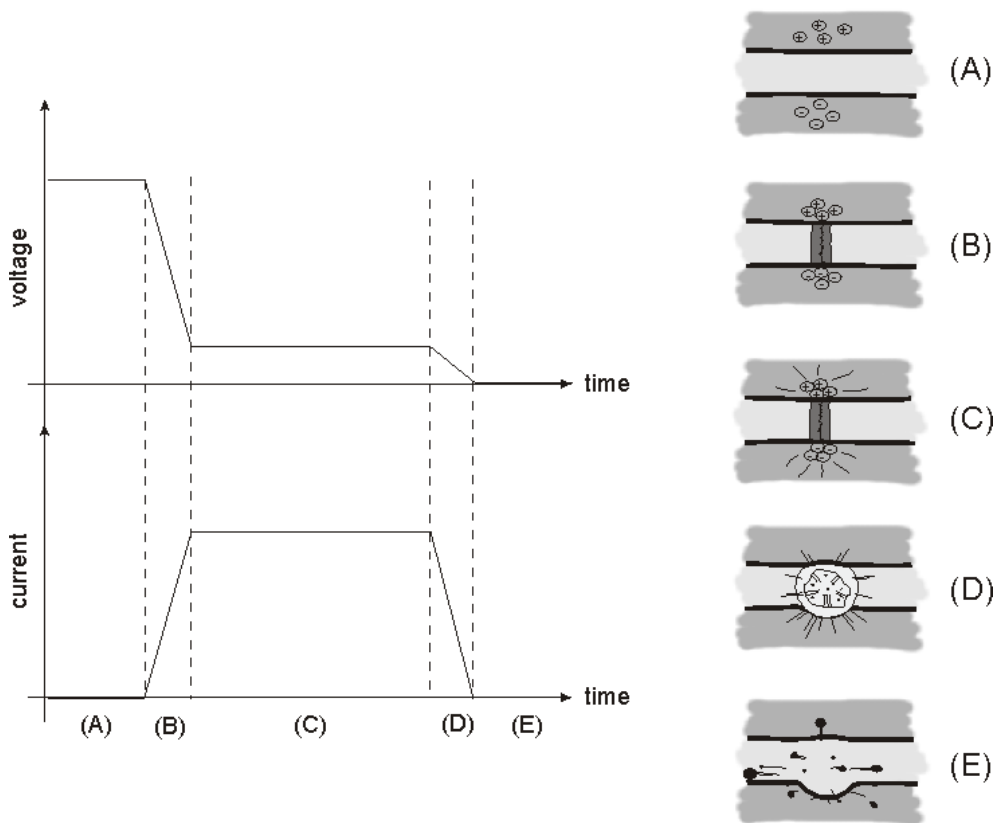 voltage
time
current
time
(A) (B) (C) (D) (E)
(A)
(B)
(C)
(D)
(E)